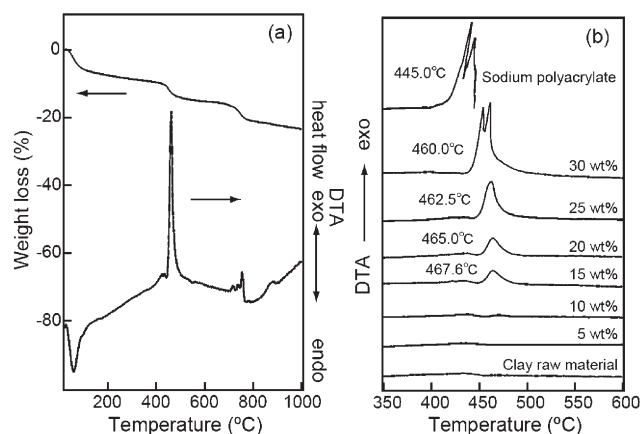 (a)
0
-20
-40
-60
-80
Weight loss (%)
200 400 600 800 1000
Temperature (ºC)
heat flow
exo
DTA
endo
(b)
445.0°C
Sodium polyacrylate
460.0°C
30 wt%
462.5°C
25 wt%
465.0°C
20 wt%
467.6°C
15 wt%
10 wt%
5 wt%
Clay raw material
DTA
exo
350 400 450 500 550 600
Temperature (ºC)